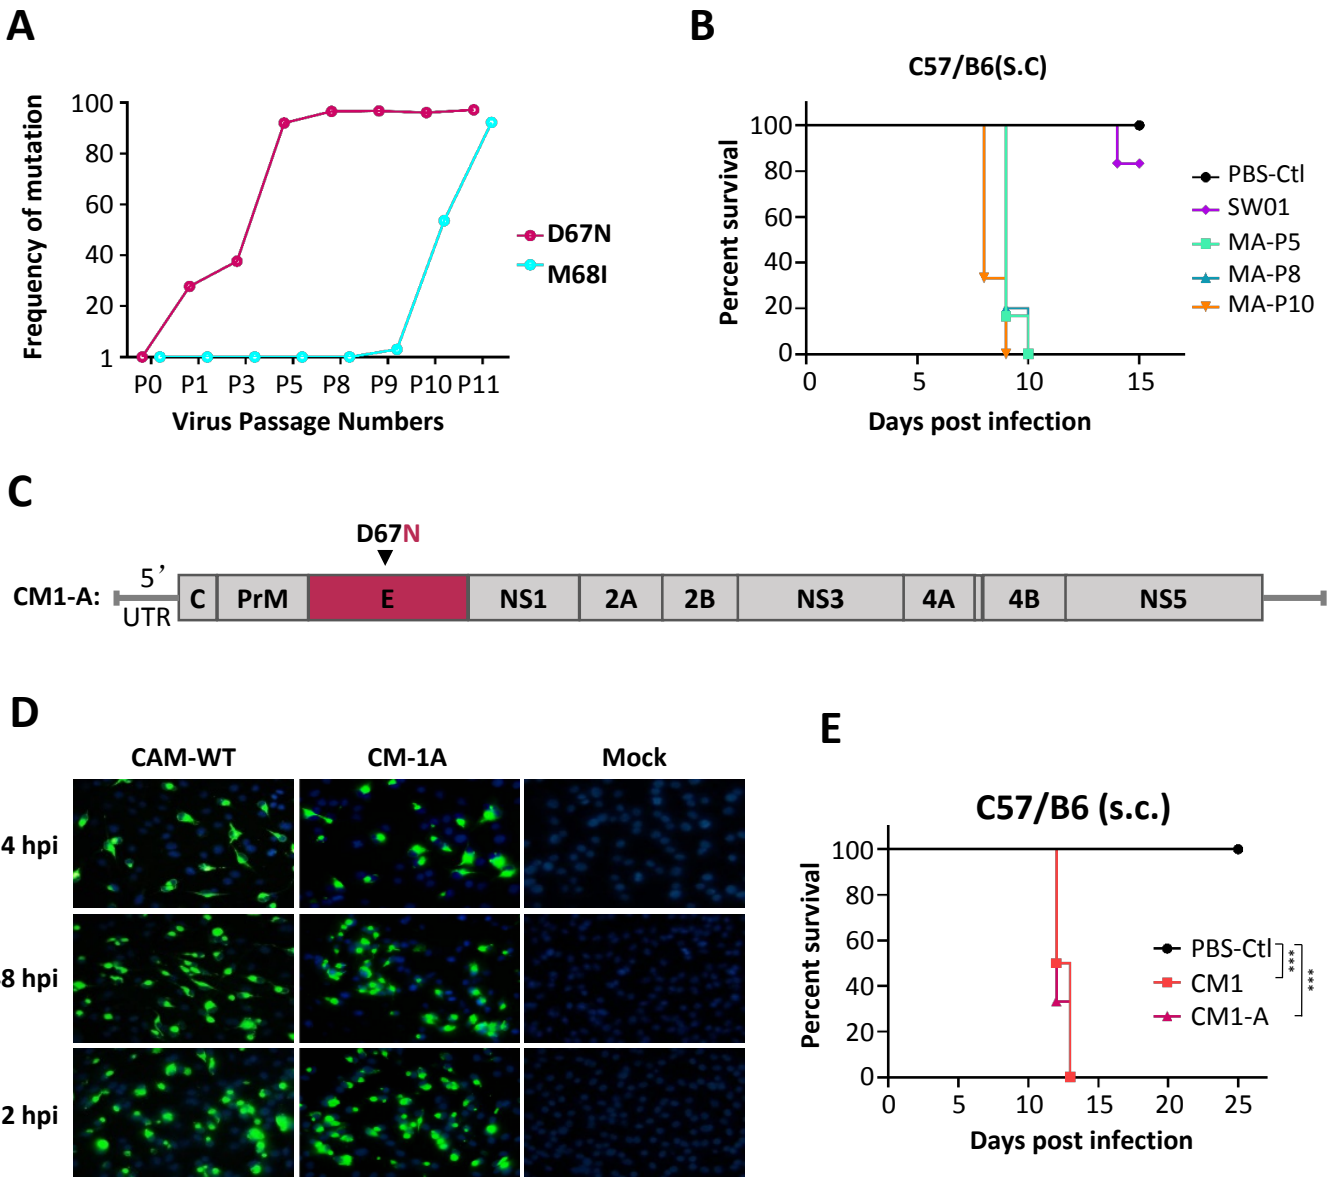 A
Frequency of mutation
100
80
60
40
20
1
P0 P1 P3 P5 P8 P9 P10 P11
Virus Passage Numbers
D67N
M68I
B
C57/B6(S.C)
Percent survival
100
80
60
40
20
0
0 5 10 15
Days post infection
PBS-Ctl
SW01
MA-P5
MA-P8
MA-P10
C
D67N
CM1-A:
5’
UTR
C PrM E NS1 2A 2B NS3 4A 4B NS5
D
CAM-WT CM-1A Mock
4 hpi
8 hpi
2 hpi
E
C57/B6 (s.c.)
Percent survival
100
80
60
40
20
0
0 5 10 15 20 25
Days post infection
PBS-Ctl
CM1
CM1-A
***
***